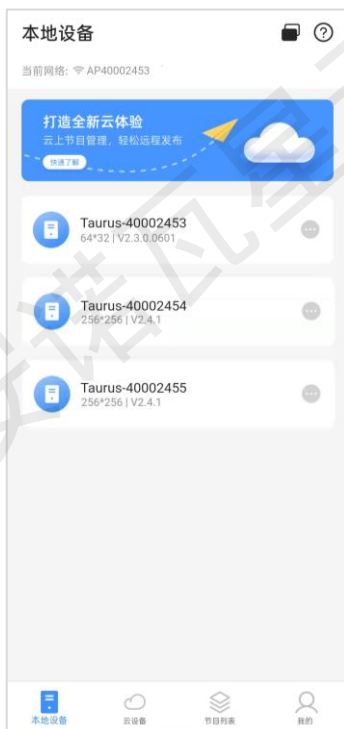 本地设备
当前网络: AP40002453
打造全新云体验
云上节目管理，轻松远程发布
快速了解
Taurus-40002453
64*32 | V2.3.0.0601
Taurus-40002454
256*256 | V2.4.1
Taurus-40002455
256*256 | V2.4.1
本地设备
云设备
节目列表
我的